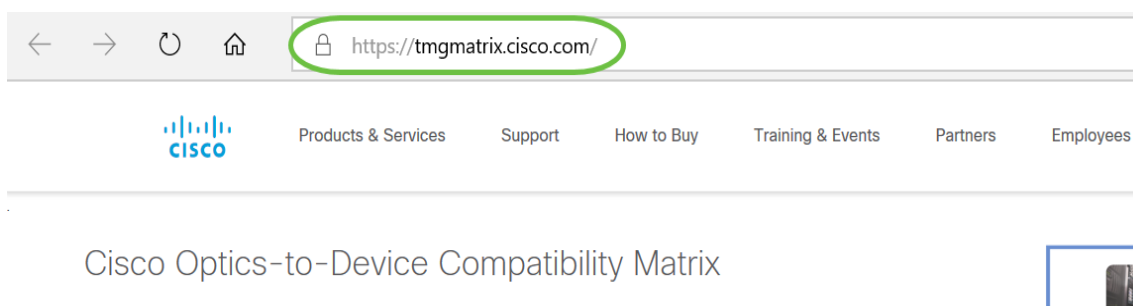 https://tmgmatrix.cisco.com/
CISCO Products & Services Support How to Buy Training & Events Partners Employees
Cisco Optics-to-Device Compatibility Matrix